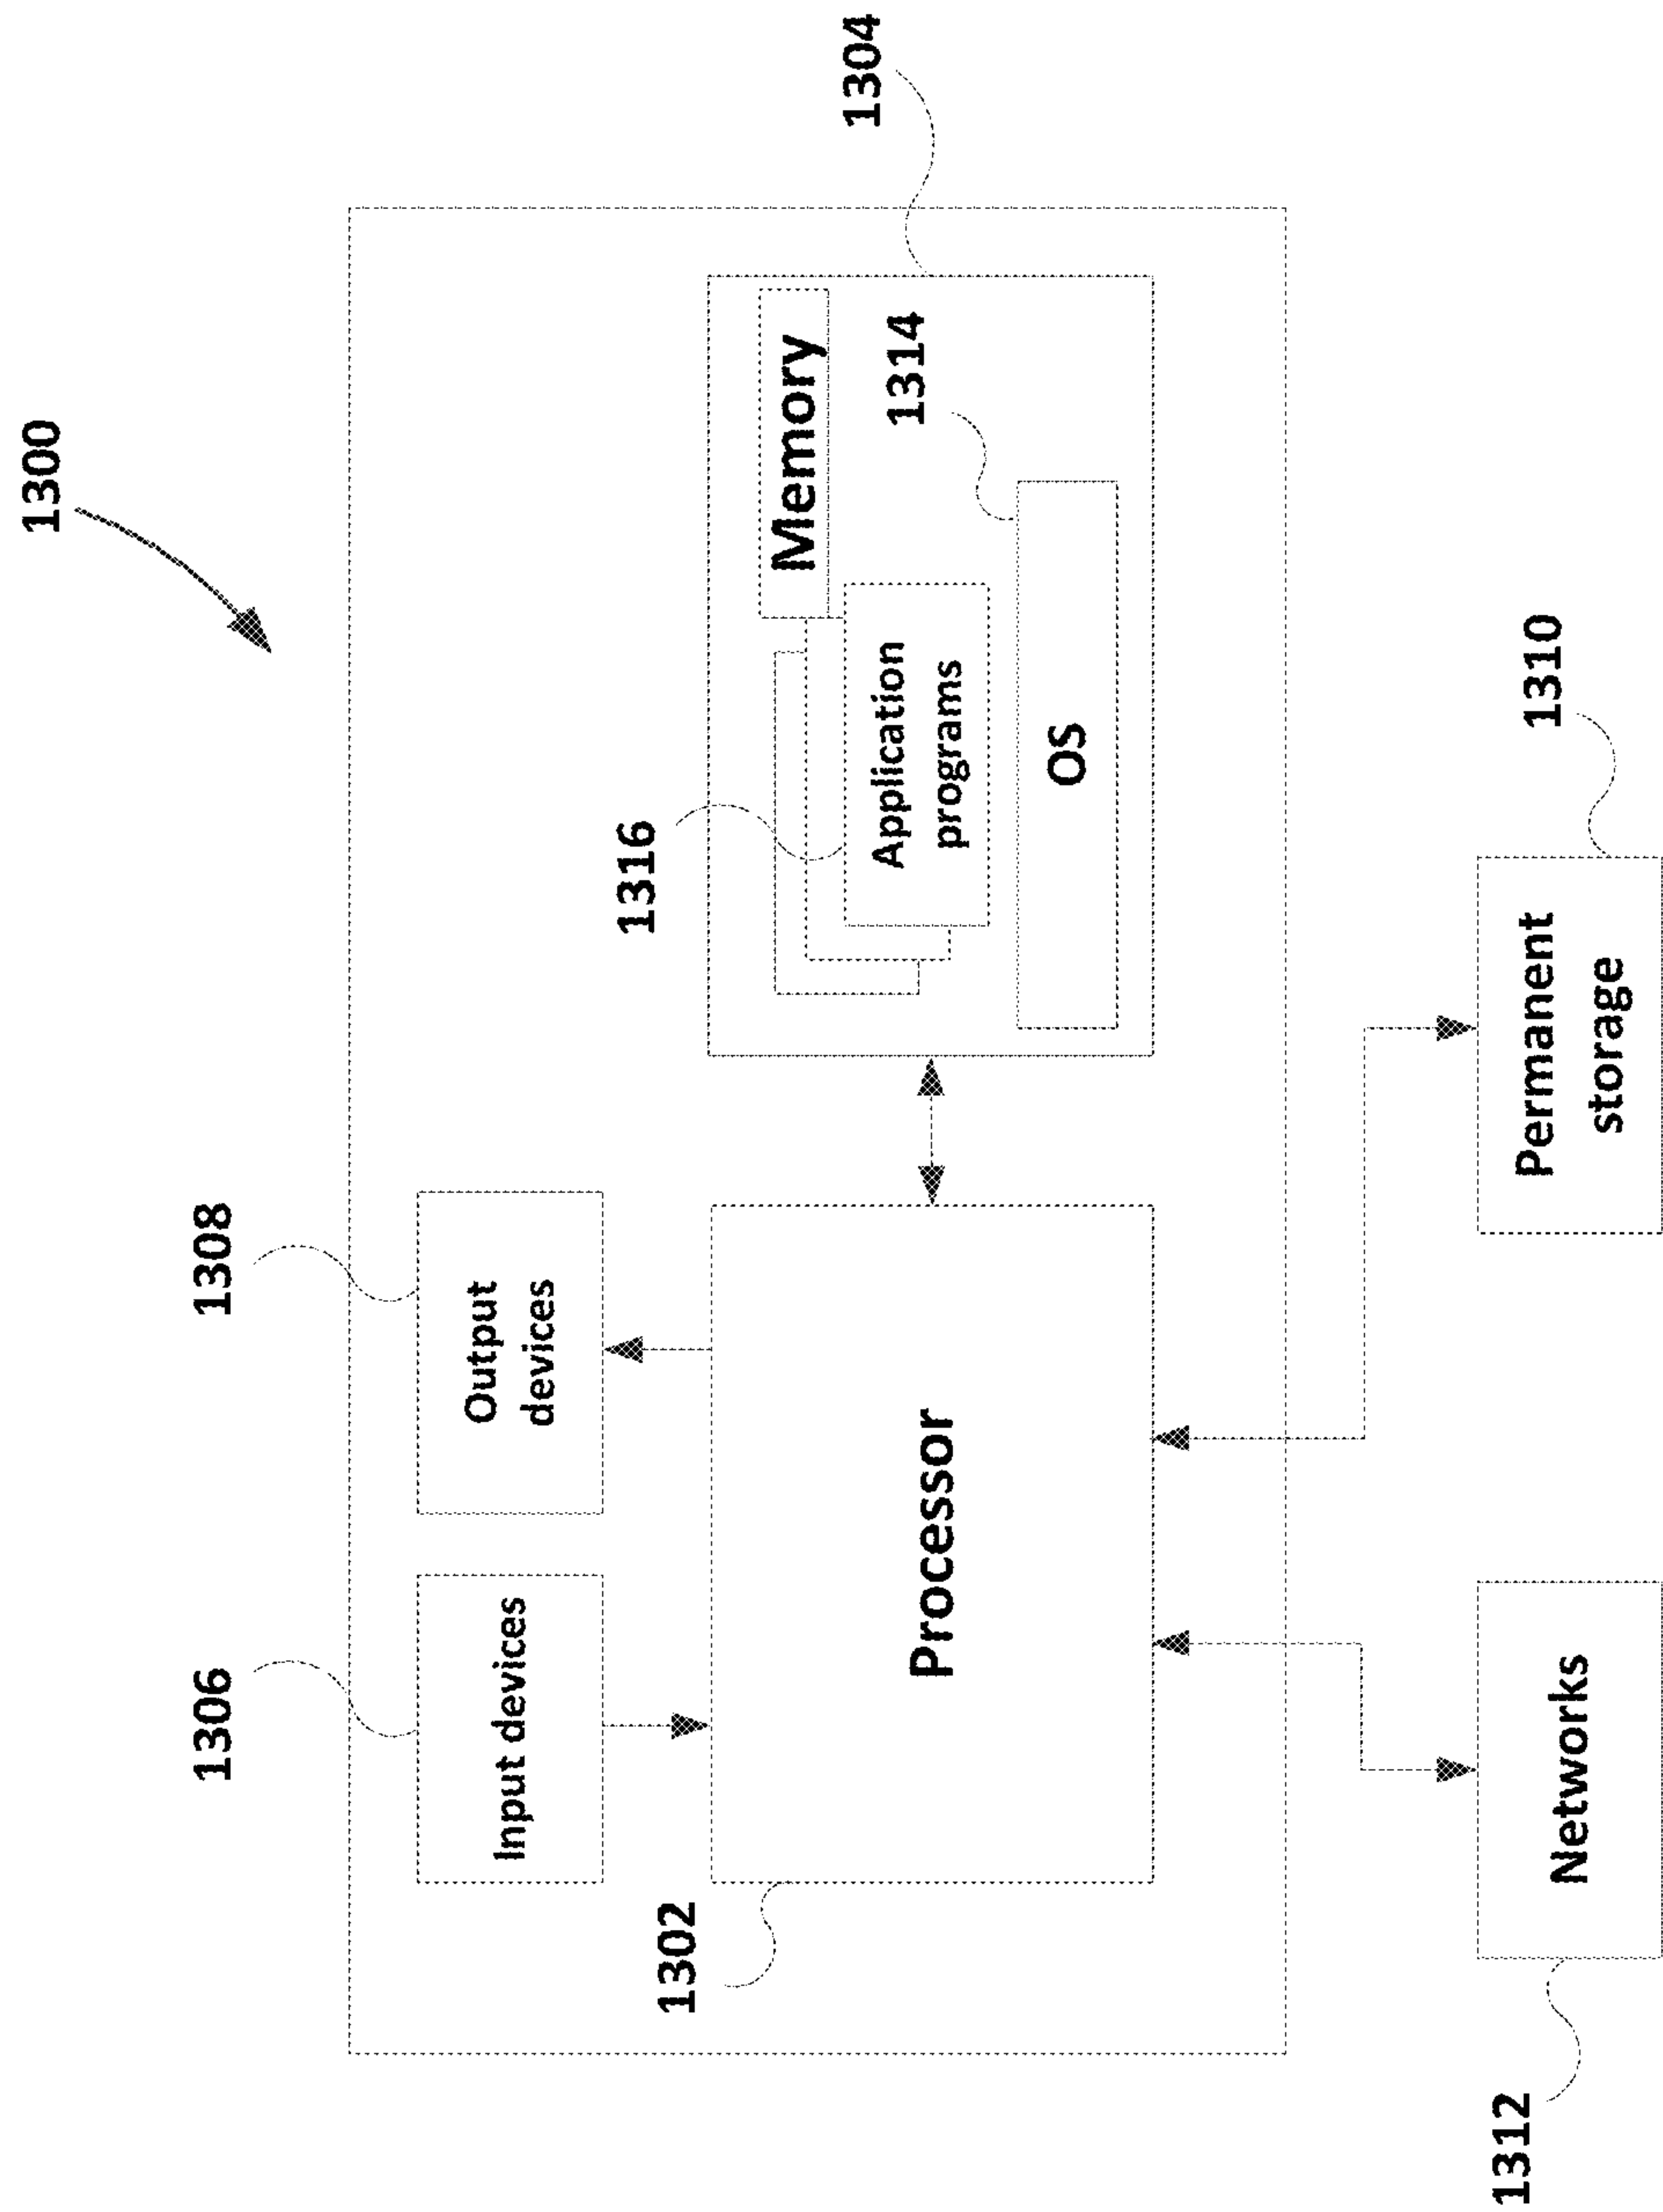 1300
1306
1308
Input devices
Output
devices
1302
1316
Memory
Processor
Application
programs
1314
1304
OS
1312
1310
Networks
Permanent
storage